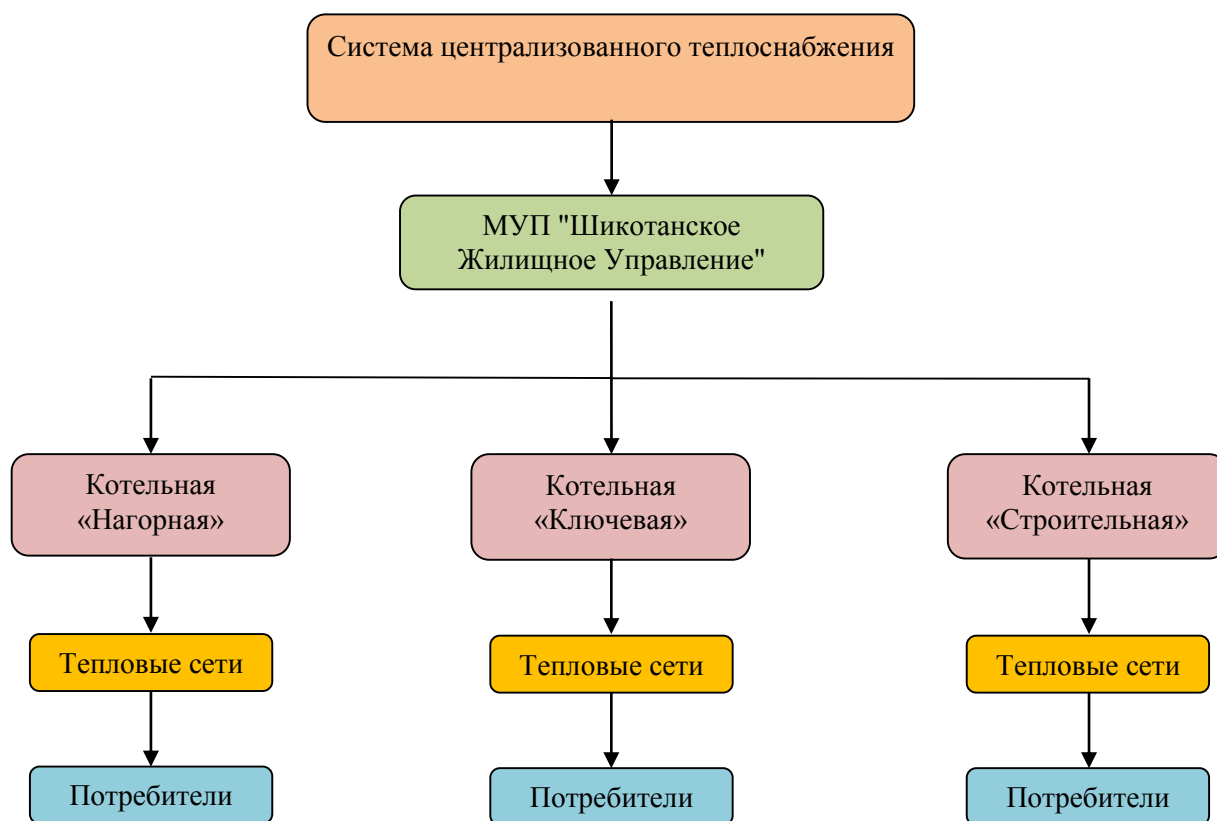 Система централизованного теплоснабжения
МУП "Шикотанское
Жилищное Управление"
Котельная
«Нагорная»
Котельная
«Ключевая»
Котельная
«Строительная»
Тепловые сети
Тепловые сети
Тепловые сети
Потребители
Потребители
Потребители